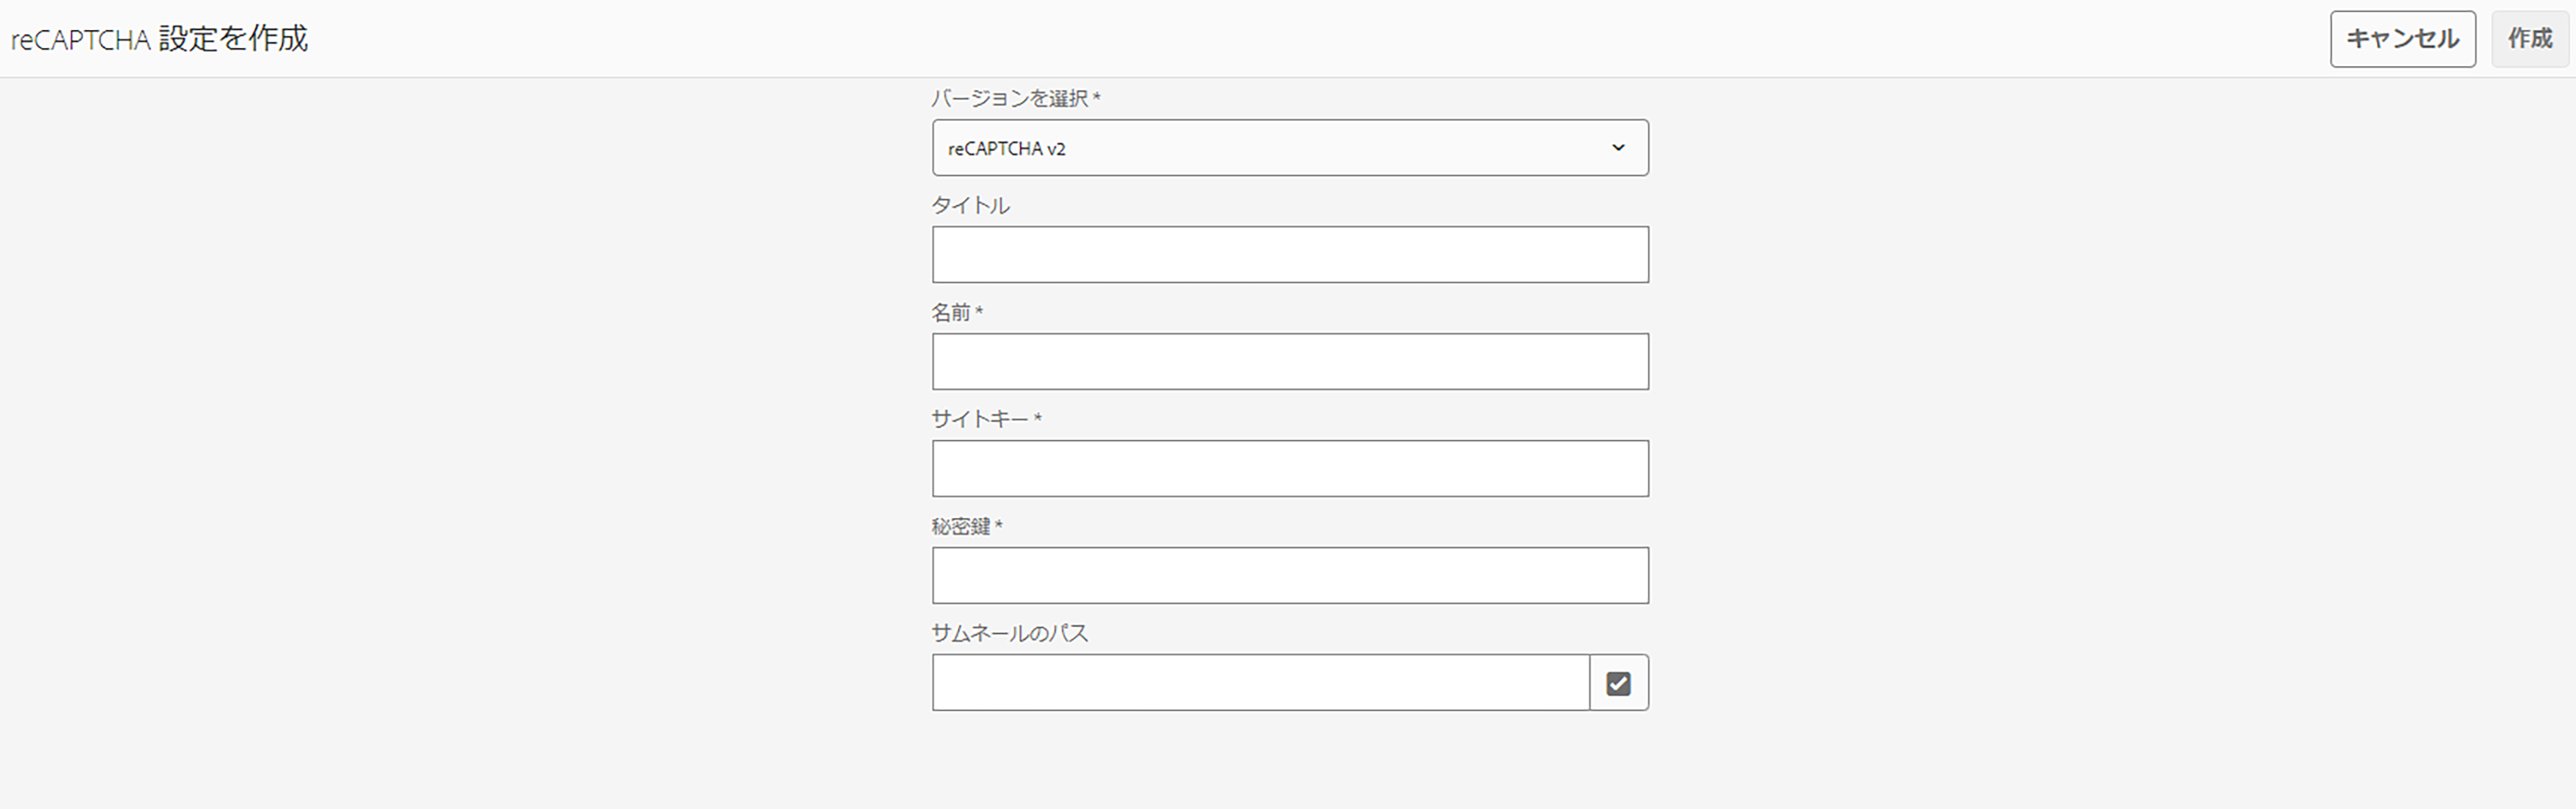 reCAPTCHA 設定を作成
キャンセル
作成
バージョンを選択 *
reCAPTCHA v2
タイトル
名前 *
サイトキー *
秘密鍵 *
サムネールのパス